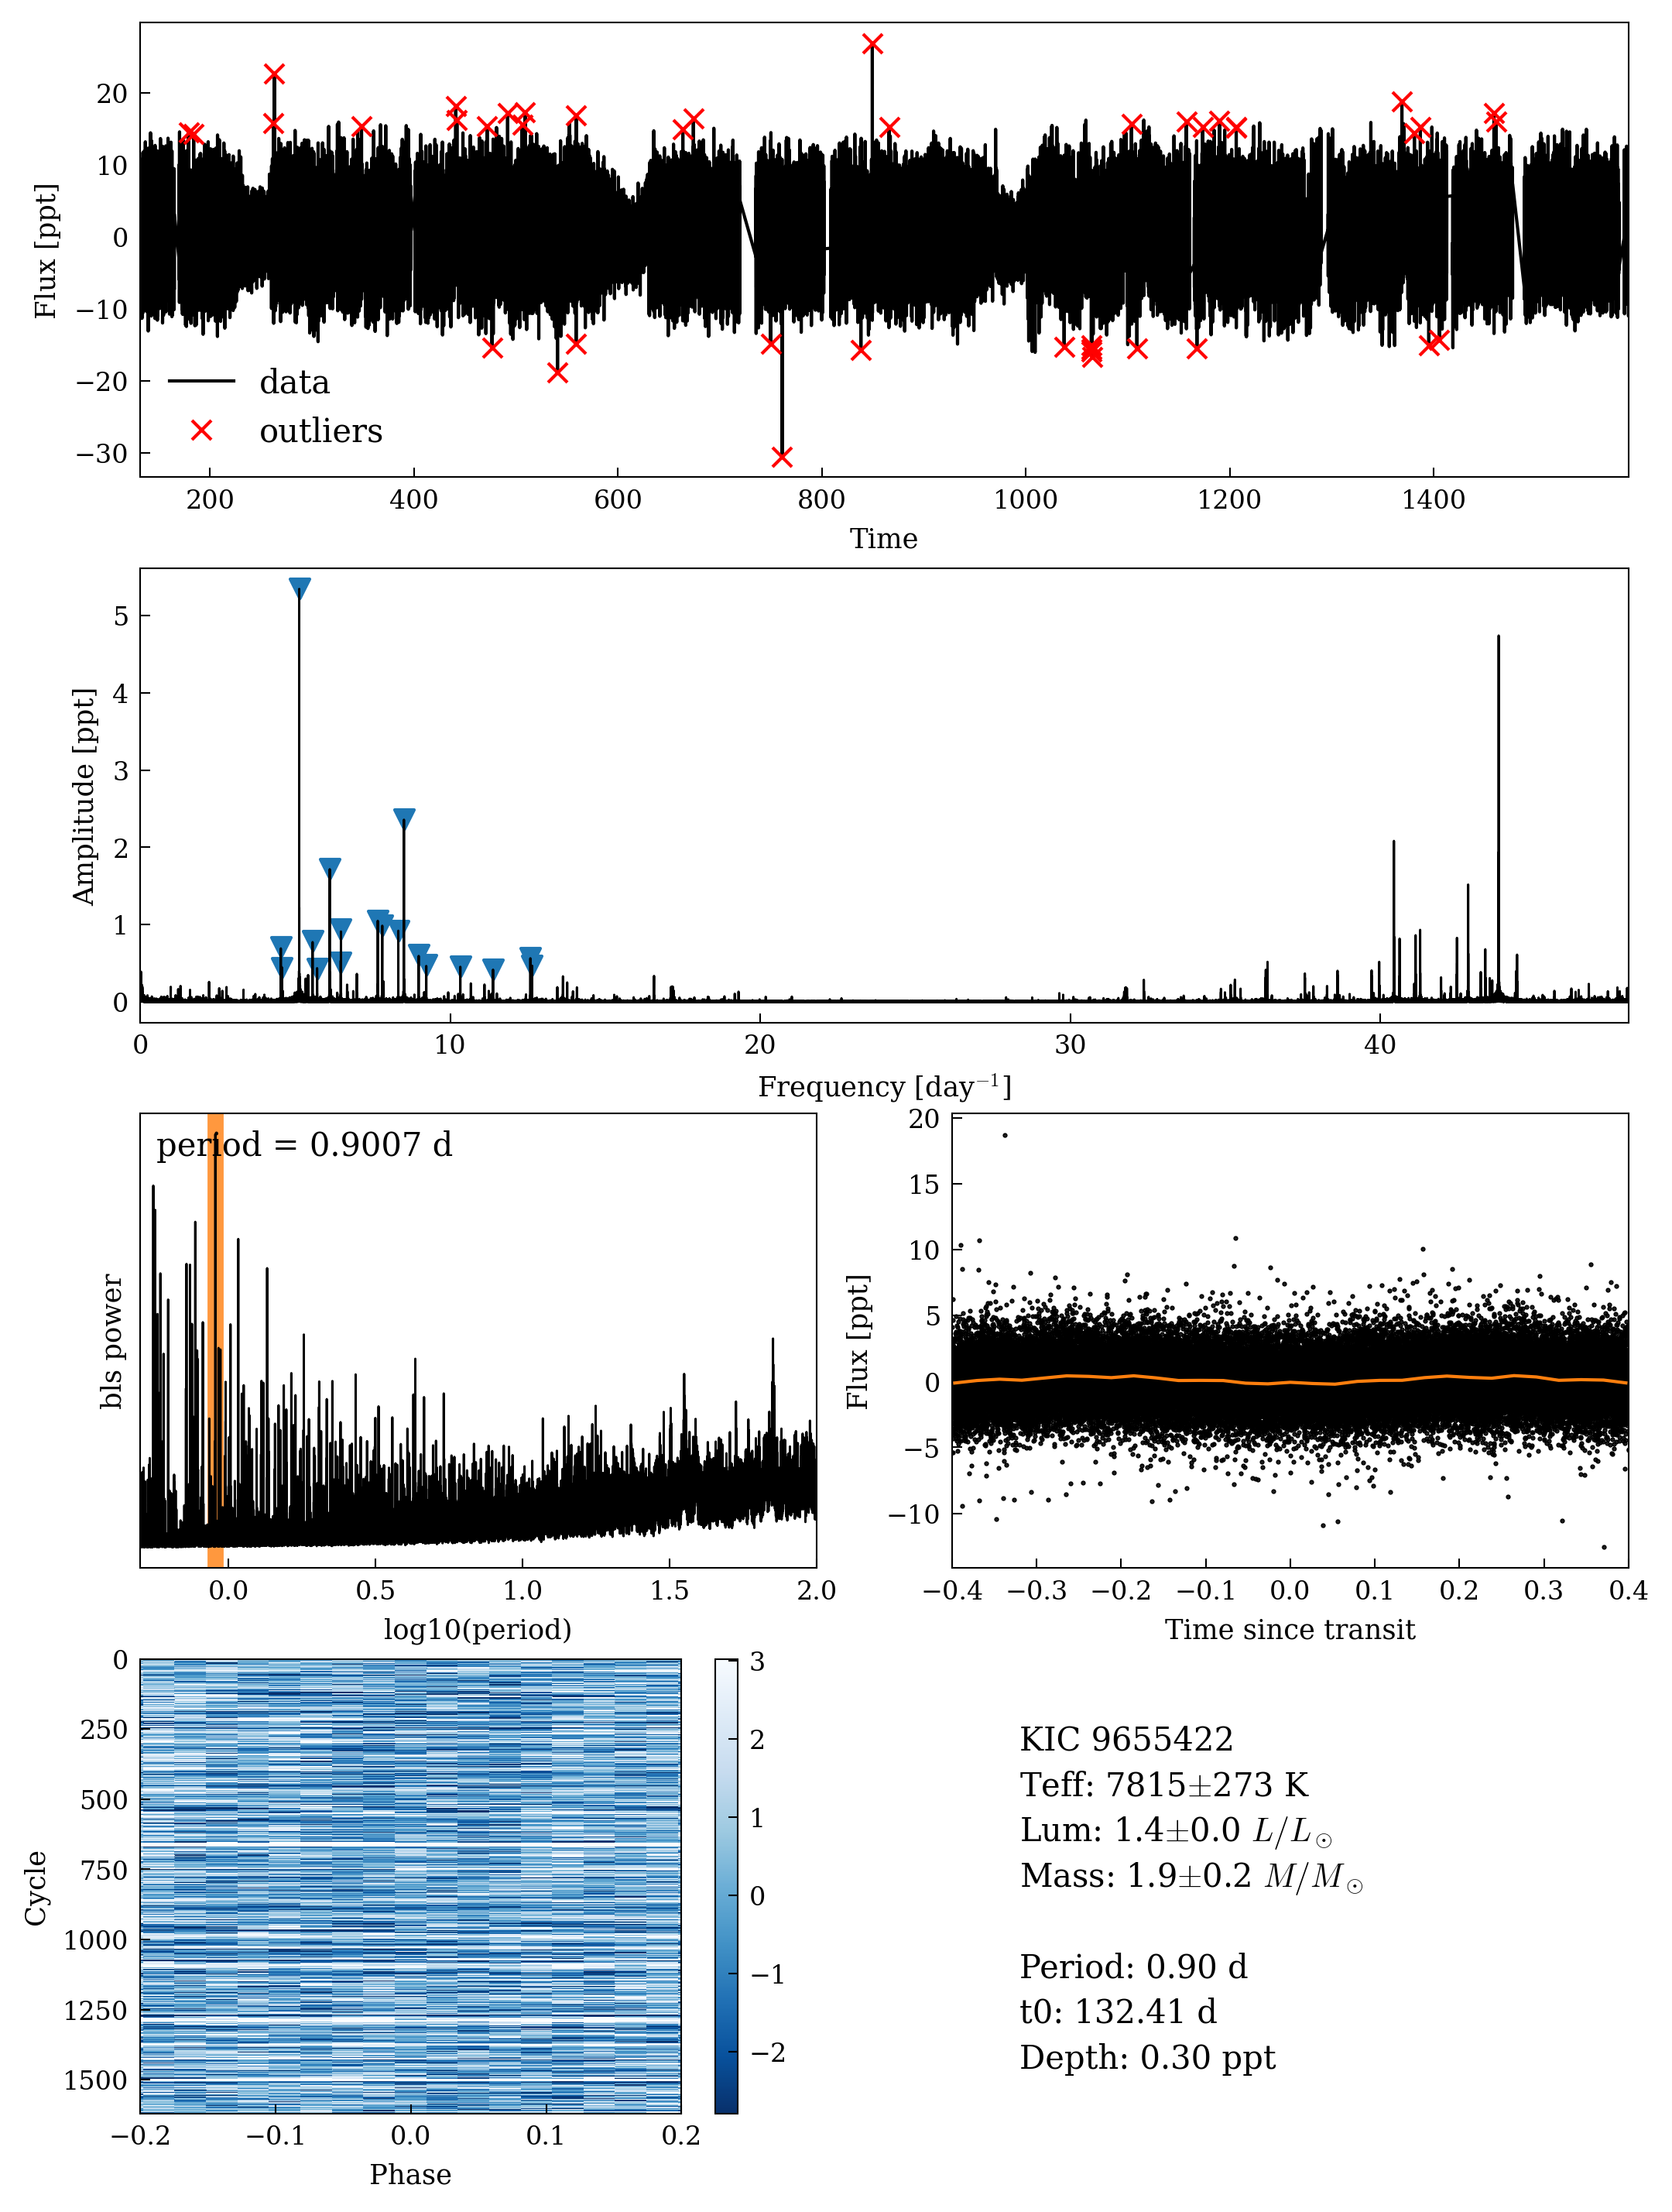 20
10
0
−10
−20
−30
Flux [ppt]
data
outliers
200 400 600 800 1000 1200 1400
Time
5
4
3
2
1
0
Amplitude [ppt]
0 10 20 30 40
Frequency [day⁻¹]
period = 0.9007 d
bls power
0.0 0.5 1.0 1.5 2.0
log10(period)
20
15
10
5
0
−5
−10
Flux [ppt]
−0.4 −0.3 −0.2 −0.1 0.0 0.1 0.2 0.3 0.4
Time since transit
0
250
500
750
1000
1250
1500
Cycle
−0.2 −0.1 0.0 0.1 0.2
Phase
3
2
1
0
−1
−2
KIC 9655422
Teff: 7815±273 K
Lum: 1.4±0.0 L/L⊙
Mass: 1.9±0.2 M/M⊙
Period: 0.90 d
t0: 132.41 d
Depth: 0.30 ppt